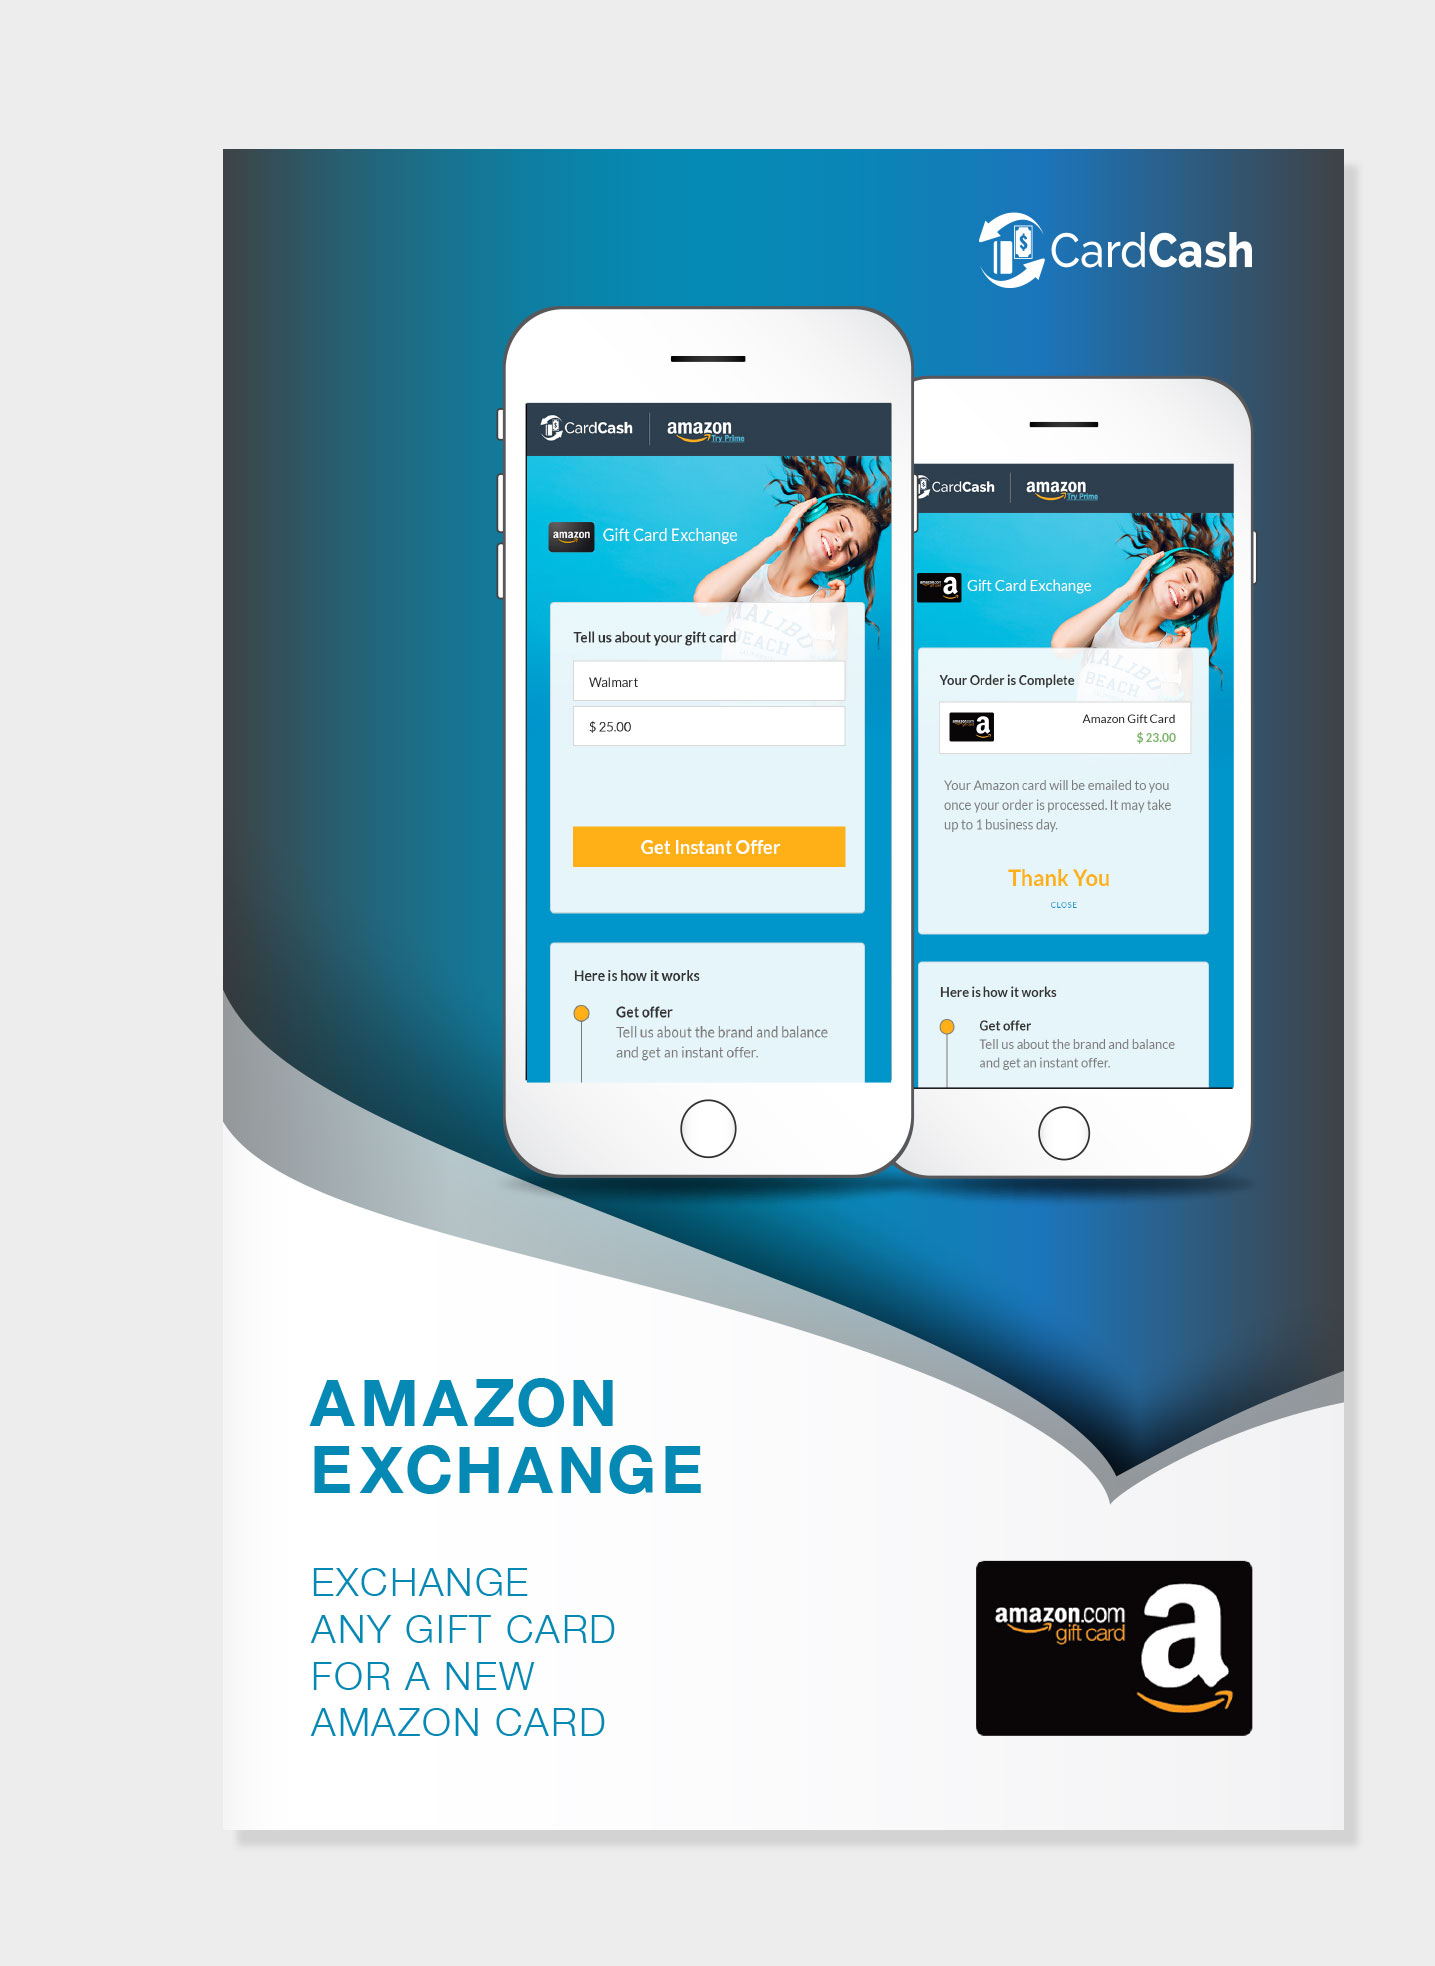 CardCash
CardCash
amazon
Try Prime
amazon
Gift Card Exchange
MALIBU
BEACH
Tell us about your gift card
Walmart
$ 25.00
Get Instant Offer
Here is how it works
Get offer
Tell us about the brand and balance
and get an instant offer.
CardCash
amazon
Try Prime
a
Gift Card Exchange
MALIBU
BEACH
Your Order is Complete
a
Amazon Gift Card
$ 23.00
Your Amazon card will be emailed to you
once your order is processed. It may take
up to 1 business day.
Thank You
CLOSE
Here is how it works
Get offer
Tell us about the brand and balance
and get an instant offer.
AMAZON
EXCHANGE
EXCHANGE
ANY GIFT CARD
FOR A NEW
AMAZON CARD
amazon.com
gift card
a